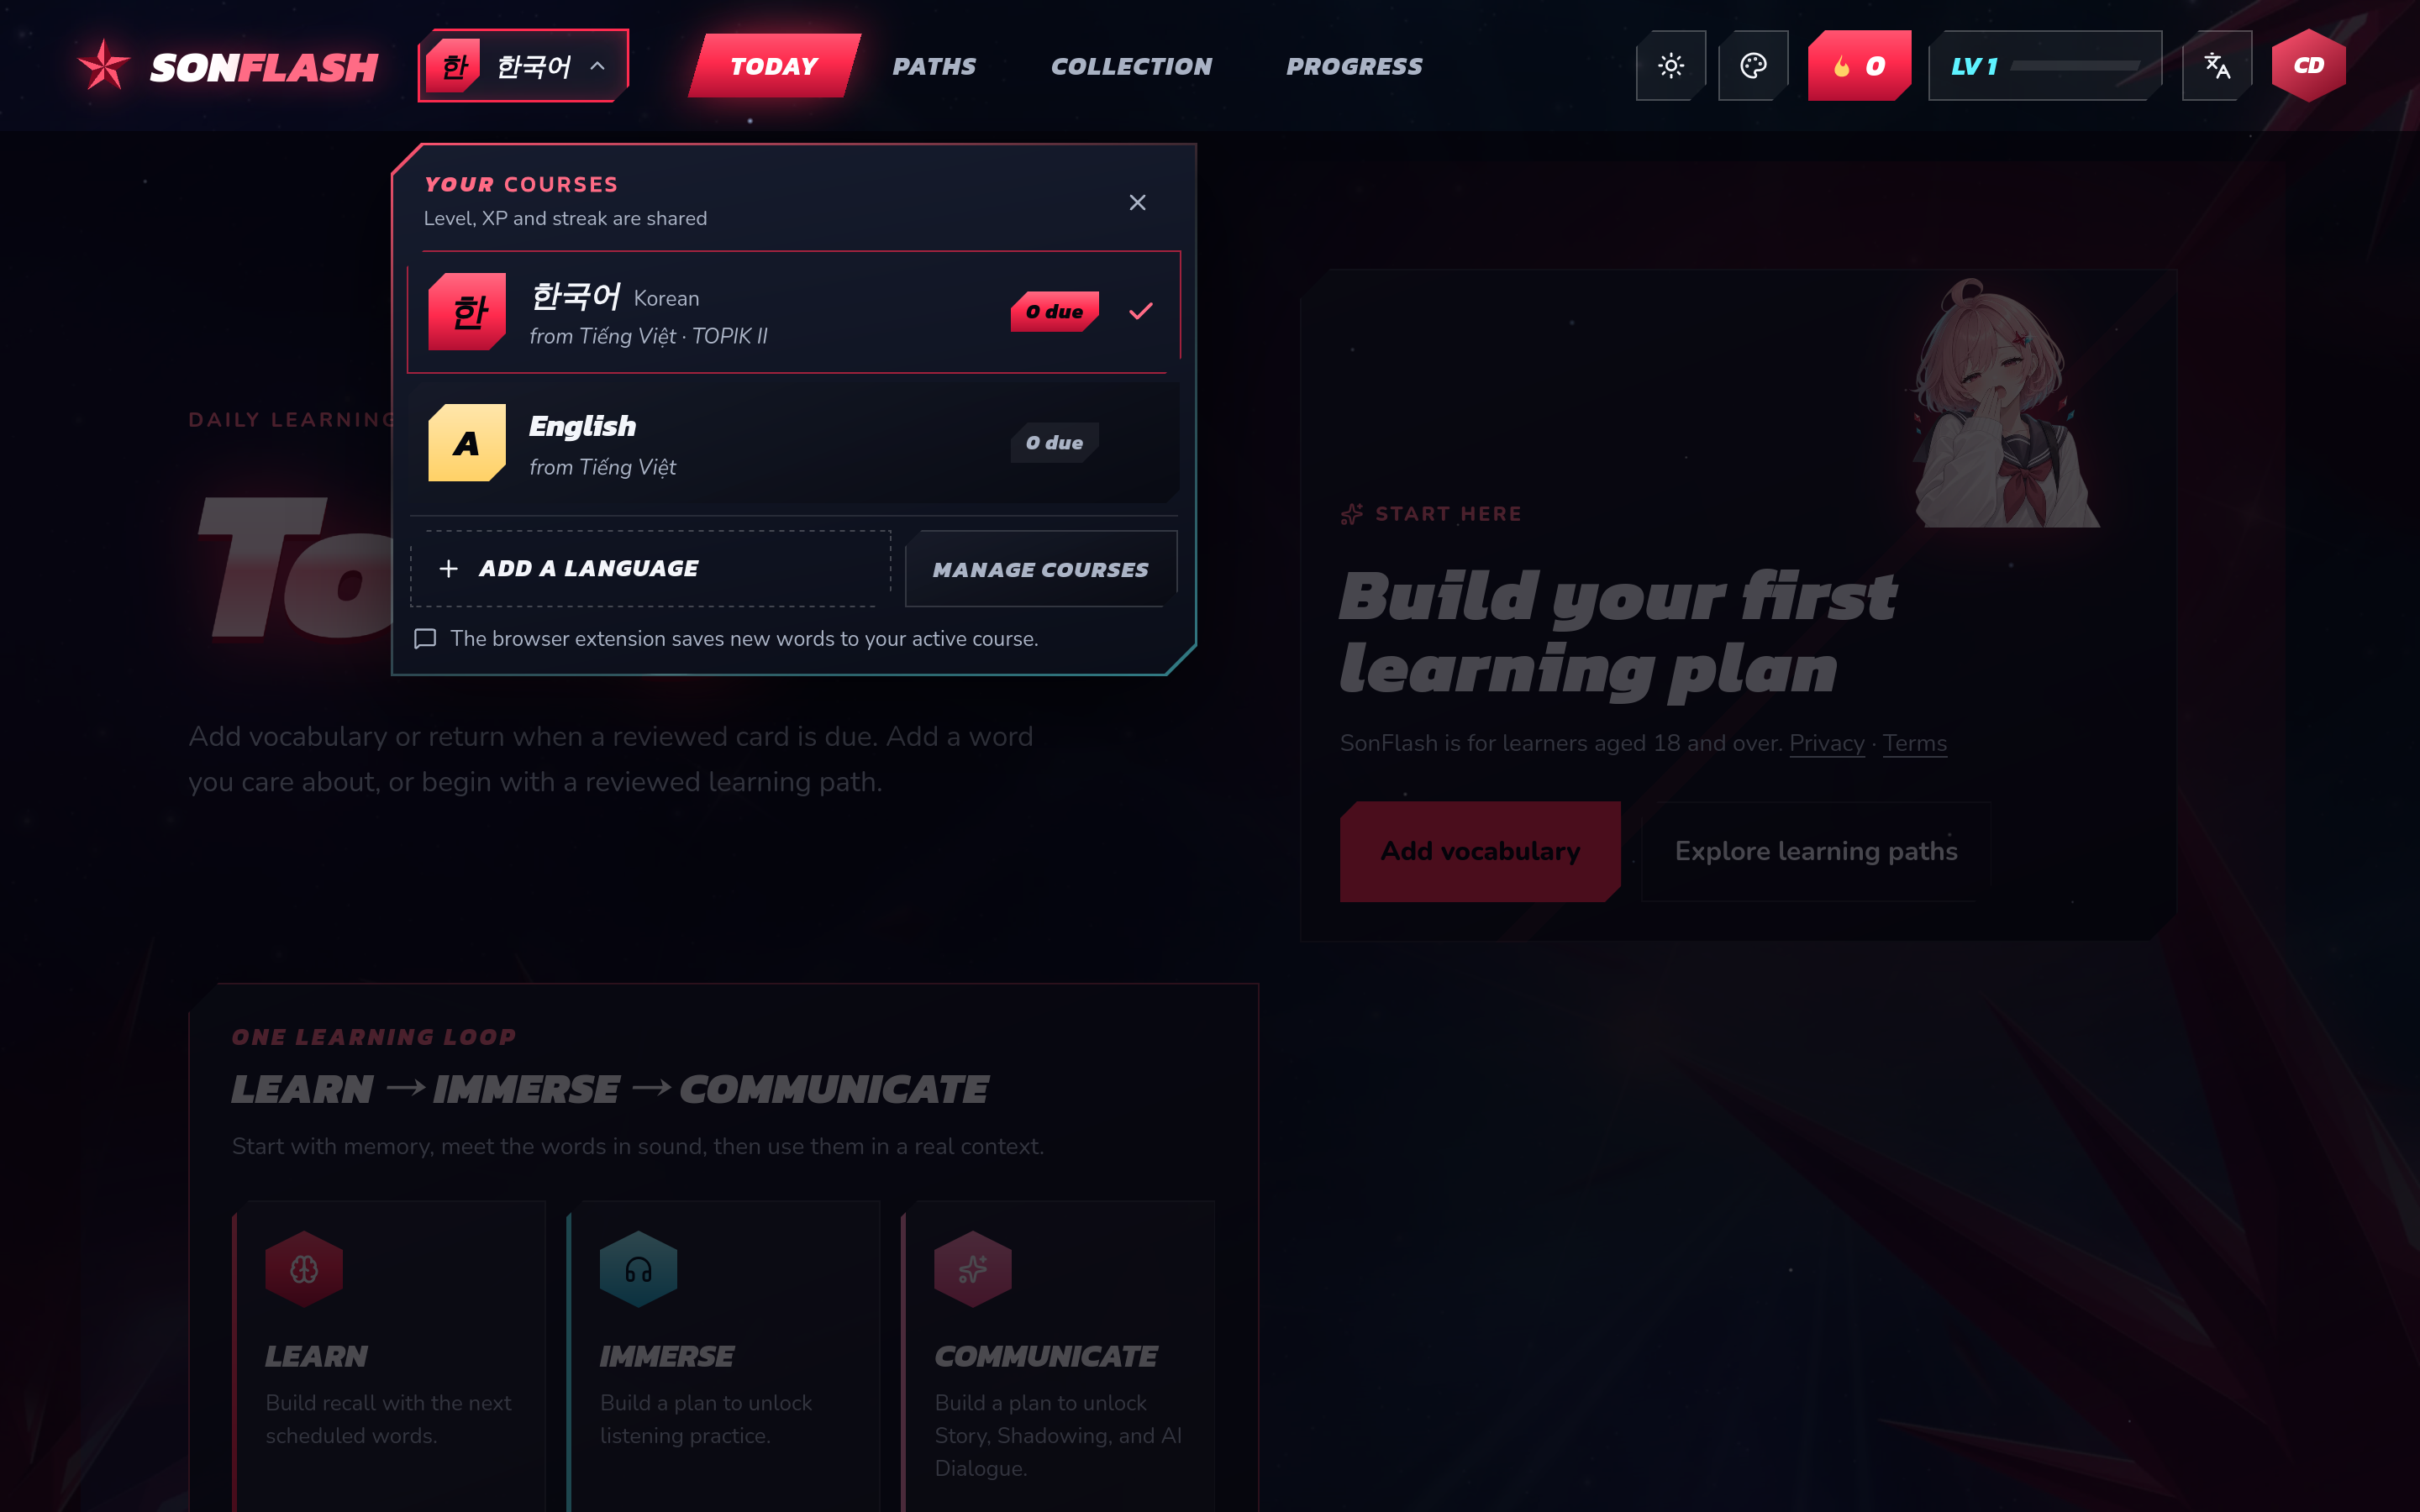 SONFLASH
한 한국어
TODAY
PATHS
COLLECTION
PROGRESS
0
LV 1
CD
YOUR COURSES
Level, XP and streak are shared
한
한국어 Korean
from Tiếng Việt · TOPIK II
0 due
A
English
from Tiếng Việt
0 due
ADD A LANGUAGE
MANAGE COURSES
The browser extension saves new words to your active course.
DAILY LEARNING
To
Add vocabulary or return when a reviewed card is due. Add a word
you care about, or begin with a reviewed learning path.
START HERE
Build your first
learning plan
SonFlash is for learners aged 18 and over. Privacy · Terms
Add vocabulary
Explore learning paths
ONE LEARNING LOOP
LEARN → IMMERSE → COMMUNICATE
Start with memory, meet the words in sound, then use them in a real context.
LEARN
Build recall with the next
scheduled words.
IMMERSE
Build a plan to unlock
listening practice.
COMMUNICATE
Build a plan to unlock
Story, Shadowing, and AI
Dialogue.